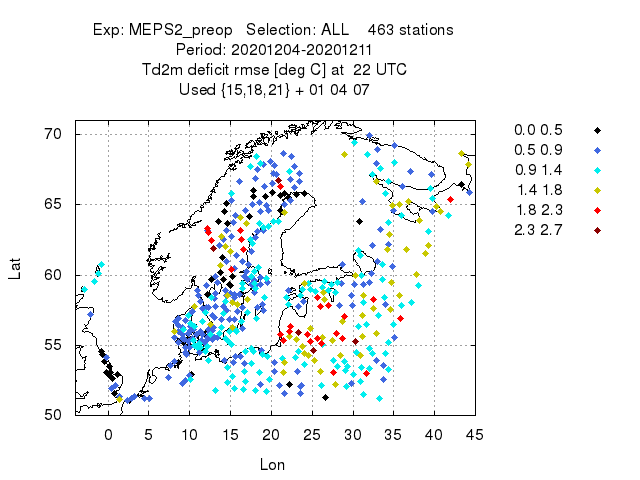 Exp: MEPS2_preop   Selection: ALL    463 stations
Period: 20201204-20201211
Td2m deficit rmse [deg C] at  22 UTC
Used {15,18,21} + 01 04 07
0.0 0.5
0.5 0.9
0.9 1.4
1.4 1.8
1.8 2.3
2.3 2.7
70
65
60
55
50
Lat
0 5 10 15 20 25 30 35 40 45
Lon